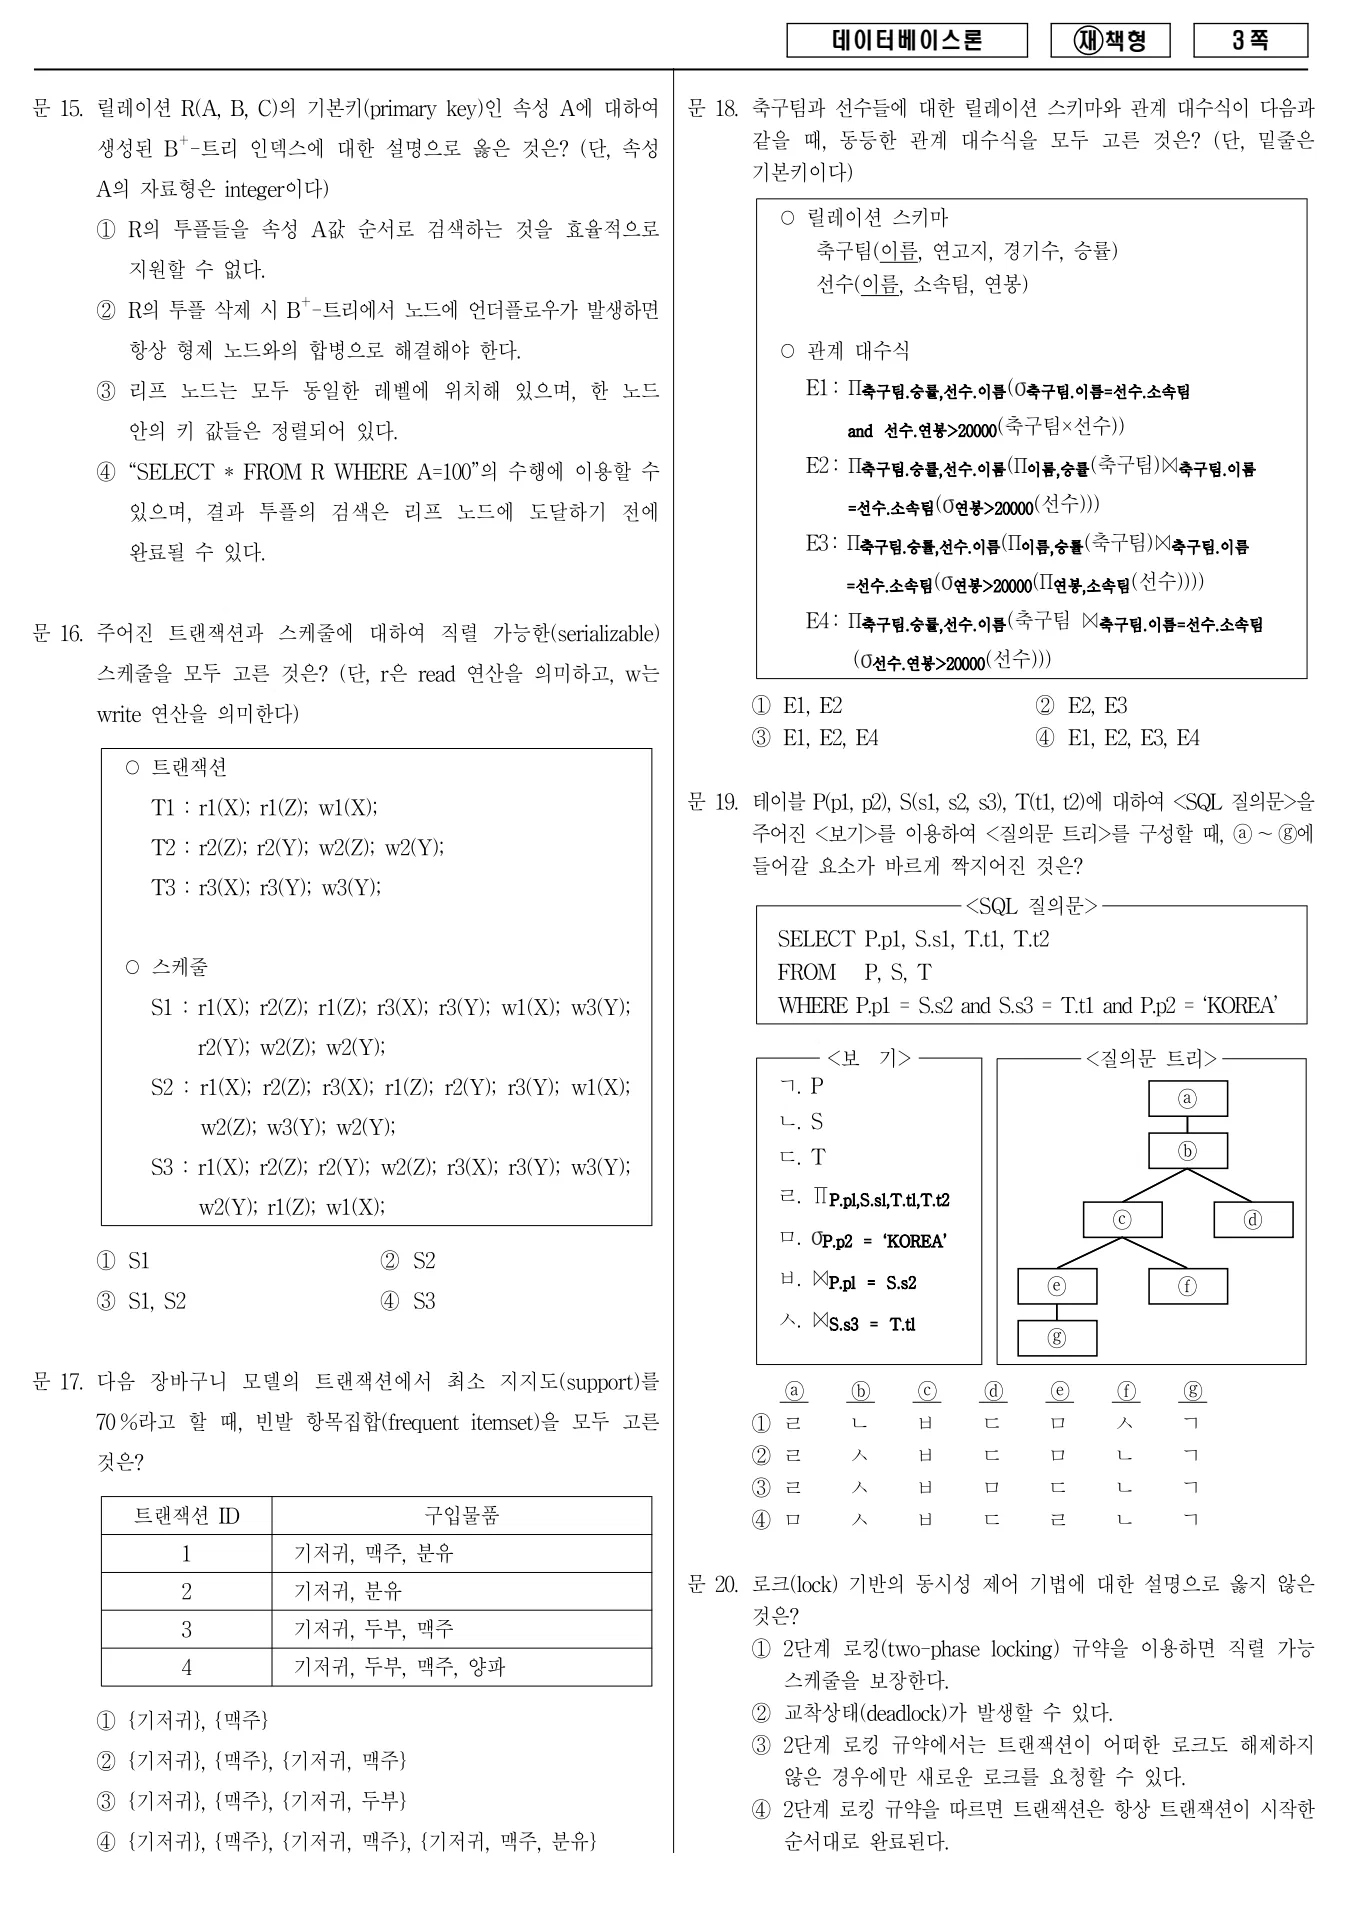 데이터베이스론
㉶책형
3쪽
문 15. 릴레이션 R(A, B, C)의 기본키(primary key)인 속성 A에 대하여
생성된 B+-트리 인덱스에 대한 설명으로 옳은 것은? (단, 속성
A의 자료형은 integer이다)
① R의 투플들을 속성 A값 순서로 검색하는 것을 효율적으로
지원할 수 없다.
② R의 투플 삭제 시 B+-트리에서 노드에 언더플로우가 발생하면
항상 형제 노드와의 합병으로 해결해야 한다.
③ 리프 노드는 모두 동일한 레벨에 위치해 있으며, 한 노드
안의 키 값들은 정렬되어 있다.
④ “SELECT * FROM R WHERE A=100”의 수행에 이용할 수
있으며, 결과 투플의 검색은 리프 노드에 도달하기 전에
완료될 수 있다.
문 16. 주어진 트랜잭션과 스케줄에 대하여 직렬 가능한(serializable)
스케줄을 모두 고른 것은? (단, r은 read 연산을 의미하고, w는
write 연산을 의미한다)
○ 트랜잭션
T1 : r1(X); r1(Z); w1(X);
T2 : r2(Z); r2(Y); w2(Z); w2(Y);
T3 : r3(X); r3(Y); w3(Y);
○ 스케줄
S1 : r1(X); r2(Z); r1(Z); r3(X); r3(Y); w1(X); w3(Y);
r2(Y); w2(Z); w2(Y);
S2 : r1(X); r2(Z); r3(X); r1(Z); r2(Y); r3(Y); w1(X);
w2(Z); w3(Y); w2(Y);
S3 : r1(X); r2(Z); r2(Y); w2(Z); r3(X); r3(Y); w3(Y);
w2(Y); r1(Z); w1(X);
① S1 ② S2
③ S1, S2 ④ S3
문 17. 다음 장바구니 모델의 트랜잭션에서 최소 지지도(support)를
70 %라고 할 때, 빈발 항목집합(frequent itemset)을 모두 고른
것은?
트랜잭션 ID 구입물품
1 기저귀, 맥주, 분유
2 기저귀, 분유
3 기저귀, 두부, 맥주
4 기저귀, 두부, 맥주, 양파
① {기저귀}, {맥주}
② {기저귀}, {맥주}, {기저귀, 맥주}
③ {기저귀}, {맥주}, {기저귀, 두부}
④ {기저귀}, {맥주}, {기저귀, 맥주}, {기저귀, 맥주, 분유}
문 18. 축구팀과 선수들에 대한 릴레이션 스키마와 관계 대수식이 다음과
같을 때, 동등한 관계 대수식을 모두 고른 것은? (단, 밑줄은
기본키이다)
○ 릴레이션 스키마
축구팀(이름, 연고지, 경기수, 승률)
선수(이름, 소속팀, 연봉)
○ 관계 대수식
E1 : Π축구팀.승률,선수.이름(σ축구팀.이름=선수.소속팀
and 선수.연봉>20000(축구팀×선수))
E2 : Π축구팀.승률,선수.이름(Π이름,승률(축구팀)⋈축구팀.이름
=선수.소속팀(σ연봉>20000(선수)))
E3 : Π축구팀.승률,선수.이름(Π이름,승률(축구팀)⋈축구팀.이름
=선수.소속팀(σ연봉>20000(Π연봉,소속팀(선수))))
E4 : Π축구팀.승률,선수.이름(축구팀 ⋈축구팀.이름=선수.소속팀
(σ선수.연봉>20000(선수)))
① E1, E2 ② E2, E3
③ E1, E2, E4 ④ E1, E2, E3, E4
문 19. 테이블 P(p1, p2), S(s1, s2, s3), T(t1, t2)에 대하여 <SQL 질의문>을
주어진 <보기>를 이용하여 <질의문 트리>를 구성할 때, ⓐ ~ ⓖ에
들어갈 요소가 바르게 짝지어진 것은?
<SQL 질의문>
SELECT P.p1, S.s1, T.t1, T.t2
FROM P, S, T
WHERE P.p1 = S.s2 and S.s3 = T.t1 and P.p2 = ‘KOREA’
<보 기>
ㄱ. P
ㄴ. S
ㄷ. T
ㄹ. ΠP.p1,S.s1,T.t1,T.t2
ㅁ. σP.p2 = ‘KOREA’
ㅂ. ⋈P.p1 = S.s2
ㅅ. ⋈S.s3 = T.t1
<질의문 트리>
ⓐ
ⓑ
ⓒ ⓓ
ⓔ ⓕ
ⓖ
ⓐ ⓑ ⓒ ⓓ ⓔ ⓕ ⓖ
① ㄹ ㄴ ㅂ ㄷ ㅁ ㅅ ㄱ
② ㄹ ㅅ ㅂ ㄷ ㅁ ㄴ ㄱ
③ ㄹ ㅅ ㅂ ㅁ ㄷ ㄴ ㄱ
④ ㅁ ㅅ ㅂ ㄷ ㄹ ㄴ ㄱ
문 20. 로크(lock) 기반의 동시성 제어 기법에 대한 설명으로 옳지 않은
것은?
① 2단계 로킹(two-phase locking) 규약을 이용하면 직렬 가능
스케줄을 보장한다.
② 교착상태(deadlock)가 발생할 수 있다.
③ 2단계 로킹 규약에서는 트랜잭션이 어떠한 로크도 해제하지
않은 경우에만 새로운 로크를 요청할 수 있다.
④ 2단계 로킹 규약을 따르면 트랜잭션은 항상 트랜잭션이 시작한
순서대로 완료된다.